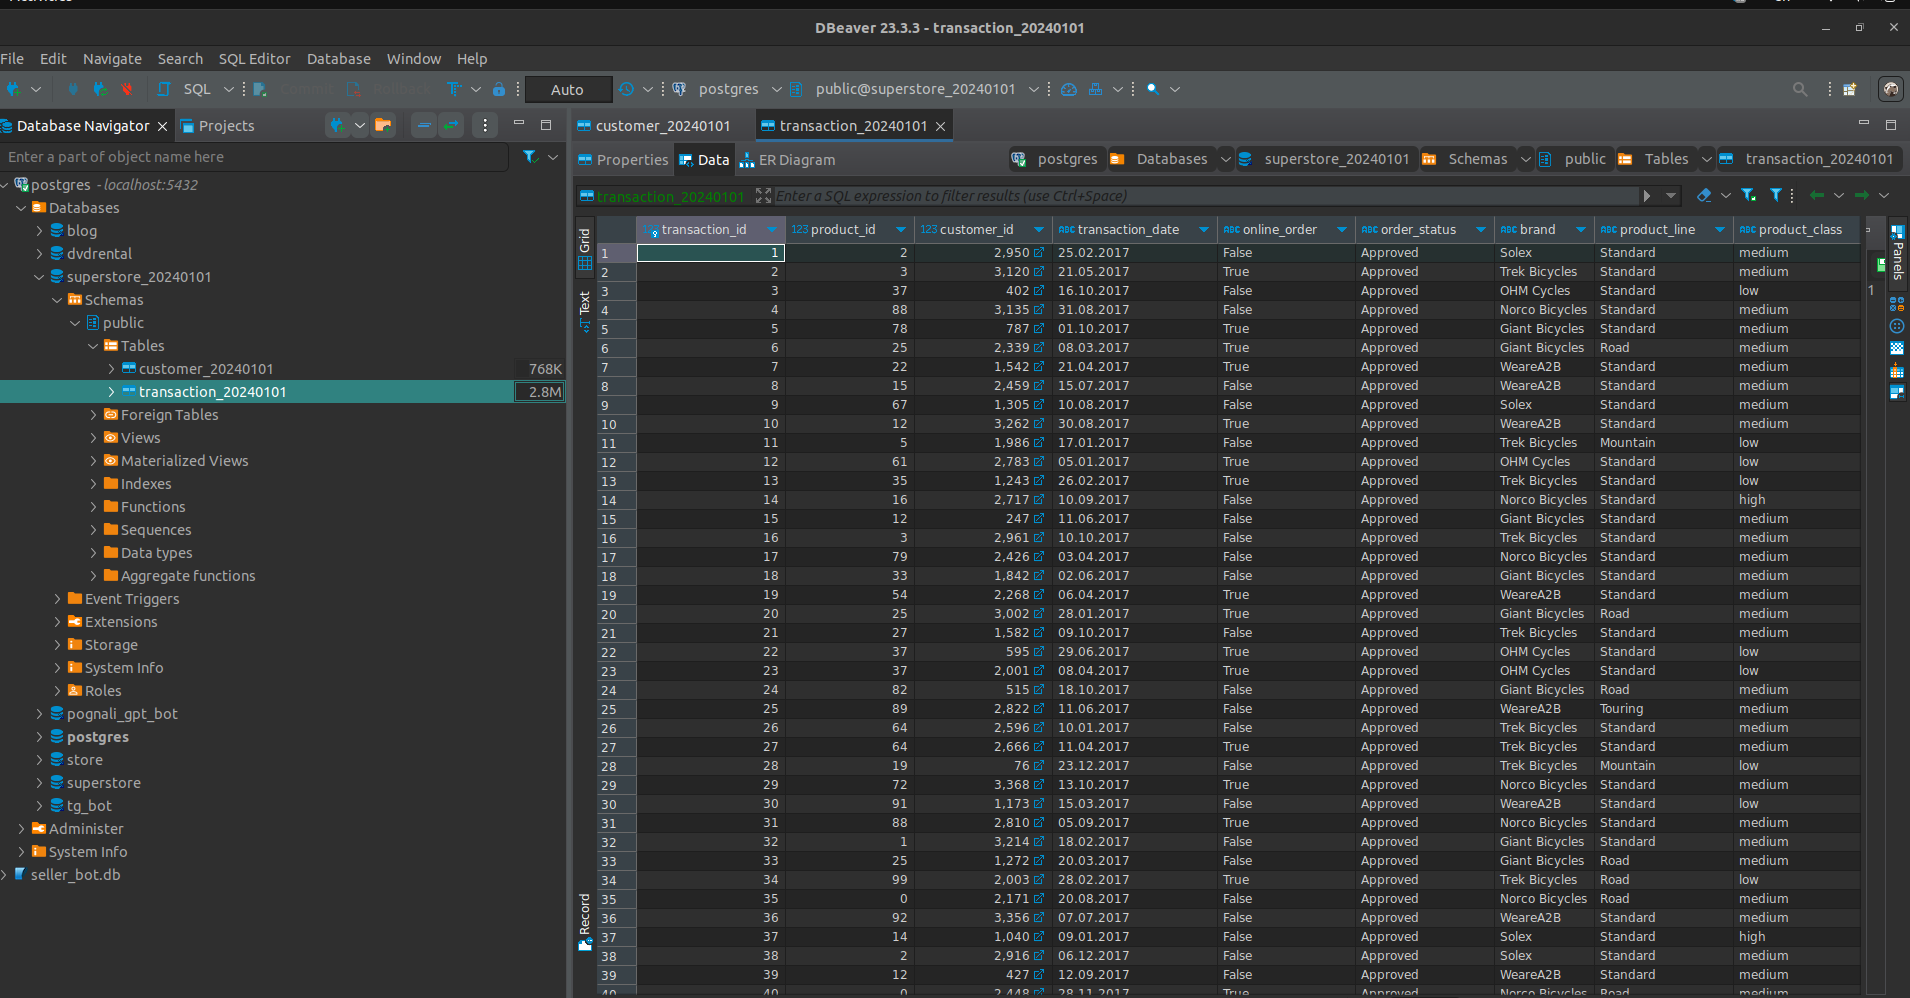 DBeaver 23.3.3 - transaction_20240101
File Edit Navigate Search SQL Editor Database Window Help
SQL Auto postgres public@superstore_20240101
Database Navigator Projects
customer_20240101 transaction_20240101
Enter a part of object name here
Properties Data ER Diagram postgres Databases superstore_20240101 Schemas public Tables transaction_20240101
transaction_20240101 Enter a SQL expression to filter results (use Ctrl+Space)
postgres - localhost:5432
Databases
blog
dvdrental
superstore_20240101
Schemas
public
Tables
customer_20240101 768K
transaction_20240101 2.8M
Foreign Tables
Views
Materialized Views
Indexes
Functions
Sequences
Data types
Aggregate functions
Event Triggers
Extensions
Storage
System Info
Roles
pognali_gpt_bot
postgres
store
superstore
tg_bot
Administer
System Info
seller_bot.db
Grid
Text
Record
Panels
1
transaction_id 123 product_id 123 customer_id ABC transaction_date ABC online_order ABC order_status ABC brand ABC product_line ABC product_class
1 1 2 2,950 25.02.2017 False Approved Solex Standard medium
2 2 3 3,120 21.05.2017 True Approved Trek Bicycles Standard medium
3 3 37 402 16.10.2017 False Approved OHM Cycles Standard low
4 4 88 3,135 31.08.2017 False Approved Norco Bicycles Standard medium
5 5 78 787 01.10.2017 True Approved Giant Bicycles Standard medium
6 6 25 2,339 08.03.2017 True Approved Giant Bicycles Road medium
7 7 22 1,542 21.04.2017 True Approved WeareA2B Standard medium
8 8 15 2,459 15.07.2017 False Approved WeareA2B Standard medium
9 9 67 1,305 10.08.2017 False Approved Solex Standard medium
10 10 12 3,262 30.08.2017 True Approved WeareA2B Standard medium
11 11 5 1,986 17.01.2017 False Approved Trek Bicycles Mountain low
12 12 61 2,783 05.01.2017 True Approved OHM Cycles Standard low
13 13 35 1,243 26.02.2017 True Approved Trek Bicycles Standard low
14 14 16 2,717 10.09.2017 False Approved Norco Bicycles Standard high
15 15 12 247 11.06.2017 False Approved Giant Bicycles Standard medium
16 16 3 2,961 10.10.2017 False Approved Trek Bicycles Standard medium
17 17 79 2,426 03.04.2017 False Approved Norco Bicycles Standard medium
18 18 33 1,842 02.06.2017 False Approved Giant Bicycles Standard medium
19 19 54 2,268 06.04.2017 True Approved WeareA2B Standard medium
20 20 25 3,002 28.01.2017 True Approved Giant Bicycles Road medium
21 21 27 1,582 09.10.2017 False Approved Trek Bicycles Standard medium
22 22 37 595 29.06.2017 True Approved OHM Cycles Standard low
23 23 37 2,001 08.04.2017 True Approved OHM Cycles Standard low
24 24 82 515 18.10.2017 False Approved Giant Bicycles Road medium
25 25 89 2,822 11.06.2017 False Approved WeareA2B Touring medium
26 26 64 2,596 10.01.2017 False Approved Trek Bicycles Standard medium
27 27 64 2,666 11.04.2017 True Approved Trek Bicycles Standard medium
28 28 19 76 23.12.2017 False Approved Trek Bicycles Mountain low
29 29 72 3,368 13.10.2017 True Approved Norco Bicycles Standard medium
30 30 91 1,173 15.03.2017 False Approved WeareA2B Standard low
31 31 88 2,810 05.09.2017 True Approved Norco Bicycles Standard medium
32 32 1 3,214 18.02.2017 False Approved Giant Bicycles Standard medium
33 33 25 1,272 20.03.2017 False Approved Giant Bicycles Road medium
34 34 99 2,003 28.02.2017 True Approved Trek Bicycles Road low
35 35 0 2,171 20.08.2017 False Approved Norco Bicycles Road medium
36 36 92 3,356 07.07.2017 False Approved WeareA2B Standard medium
37 37 14 1,040 09.01.2017 False Approved Solex Standard high
38 38 2 2,916 06.12.2017 False Approved Solex Standard medium
39 39 12 427 12.09.2017 False Approved WeareA2B Standard medium
40 40 0 2,448 28.11.2017 True Approved Norco Bicycles Road medium